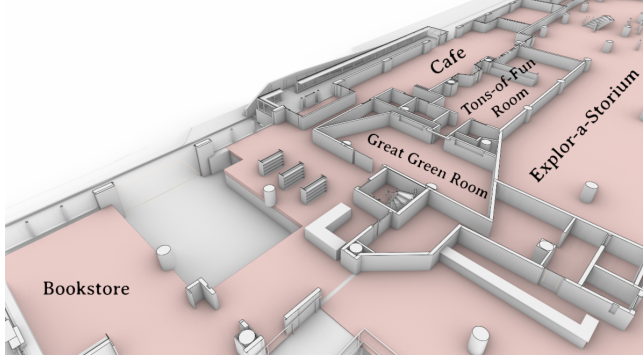 Cafe
Tons-of-Fun
Room
Explor-a-Storium
Great Green Room
Bookstore